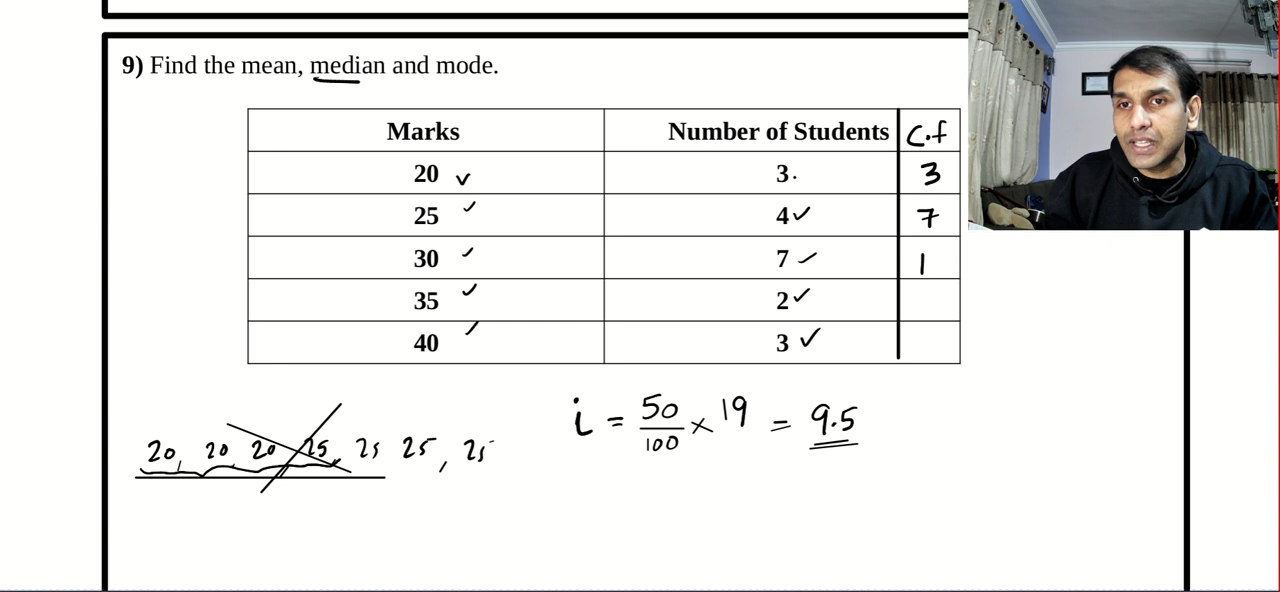 9) Find the mean, median and mode.
Marks Number of Students C.f
20 3 3
25 4 7
30 7 1
35 2
40 3
i = 50/100 × 19 = 9.5
20, 20, 20 25, 25 25, 25